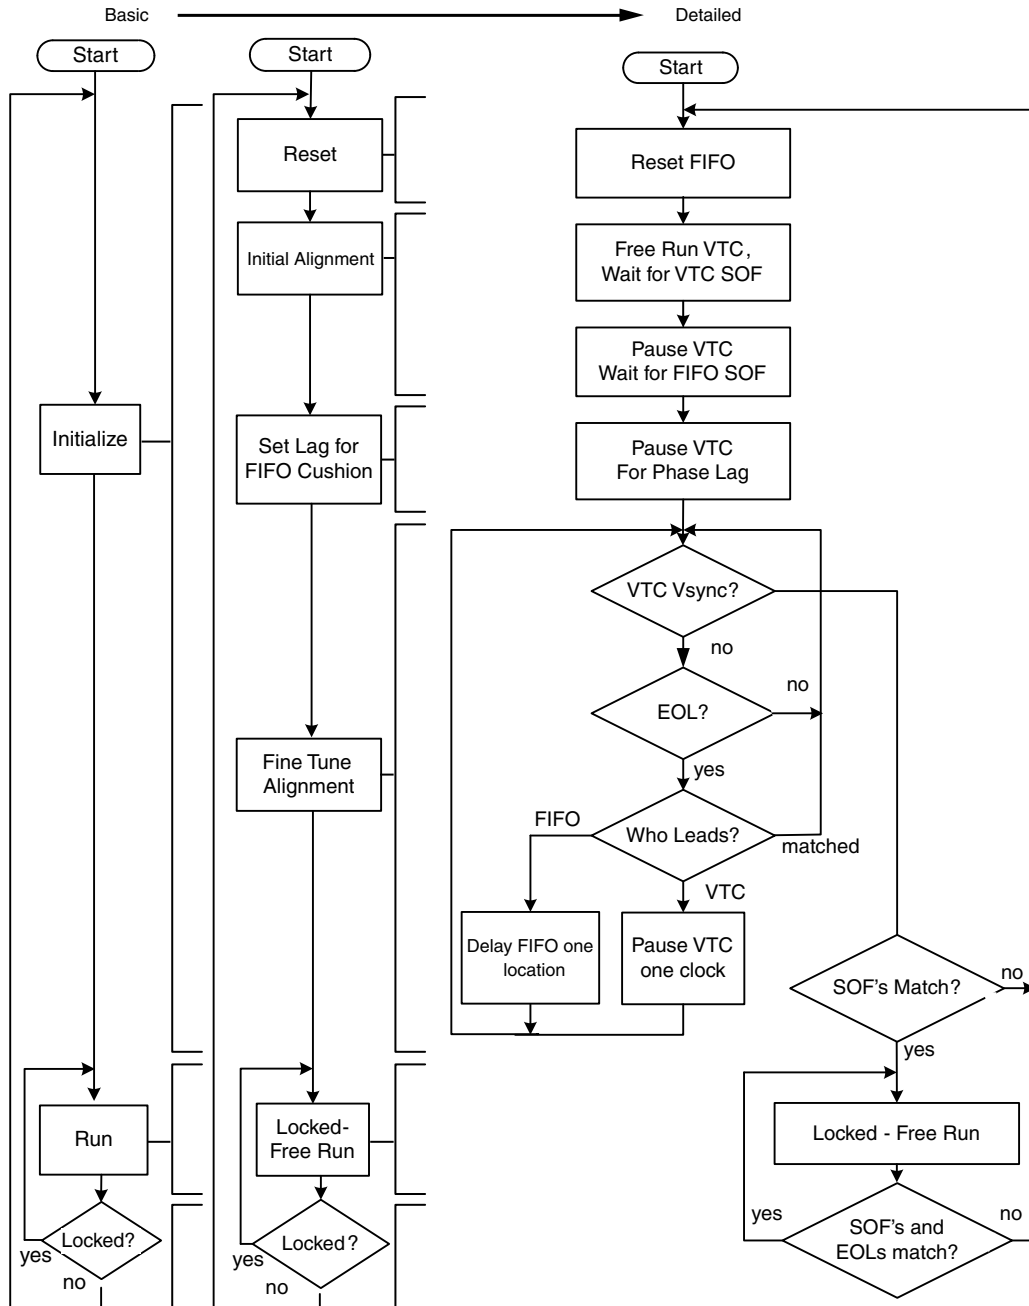 Basic
Detailed
Start
Initialize
Run
Locked?
yes
no
Start
Reset
Initial Alignment
Set Lag for
FIFO Cushion
Fine Tune
Alignment
Locked-
Free Run
Locked?
yes
no
Start
Reset FIFO
Free Run VTC,
Wait for VTC SOF
Pause VTC
Wait for FIFO SOF
Pause VTC
For Phase Lag
VTC Vsync?
no
EOL?
no
yes
Who Leads?
FIFO
matched
VTC
Delay FIFO one
location
Pause VTC
one clock
SOF's Match?
no
yes
Locked - Free Run
SOF's and
EOLs match?
yes
no